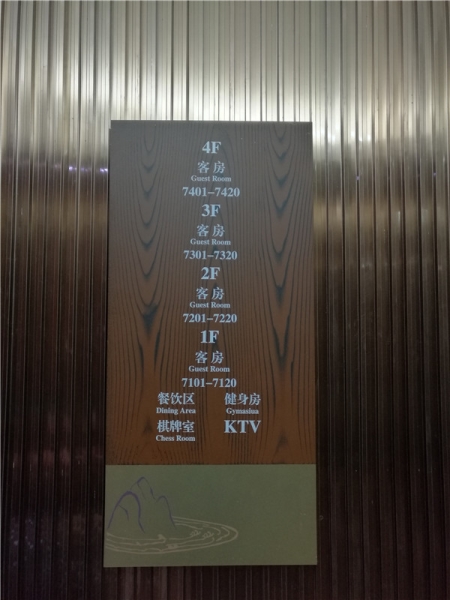 4F
客房
Guest Room
7401-7420
3F
客房
Guest Room
7301-7320
2F
客房
Guest Room
7201-7220
1F
客房
Guest Room
7101-7120
餐饮区 健身房
Dining Area Gymaslua
棋牌室 KTV
Chess Room